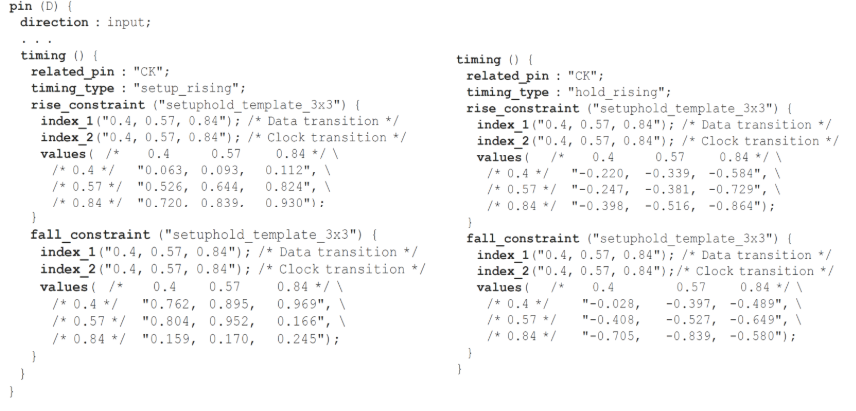 pin (D) {
direction : input;
. . .
timing () {
related_pin : "CK";
timing_type : "setup_rising";
rise_constraint ("setuphold_template_3x3") {
index_1("0.4, 0.57, 0.84"); /* Data transition */
index_2("0.4, 0.57, 0.84"); /* Clock transition */
values( /* 0.4 0.57 0.84 */ \
/* 0.4 */ "0.063, 0.093, 0.112", \
/* 0.57 */ "0.526, 0.644, 0.824", \
/* 0.84 */ "0.720. 0.839. 0.930");
}
fall_constraint ("setuphold_template_3x3") {
index_1("0.4, 0.57, 0.84"); /* Data transition */
index_2("0.4, 0.57, 0.84"); /* Clock transition */
values( /* 0.4 0.57 0.84 */ \
/* 0.4 */ "0.762, 0.895, 0.969", \
/* 0.57 */ "0.804, 0.952, 0.166", \
/* 0.84 */ "0.159, 0.170, 0.245");
}
}
}
timing () {
related_pin : "CK";
timing_type : "hold_rising";
rise_constraint ("setuphold_template_3x3") {
index_1("0.4, 0.57, 0.84"); /* Data transition */
index_2("0.4, 0.57, 0.84"); /* Clock transition */
values( /* 0.4 0.57 0.84 */ \
/* 0.4 */ "-0.220, -0.339, -0.584", \
/* 0.57 */ "-0.247, -0.381, -0.729", \
/* 0.84 */ "-0.398, -0.516, -0.864");
}
fall_constraint ("setuphold_template_3x3") {
index_1("0.4, 0.57, 0.84"); /* Data transition */
index_2("0.4, 0.57, 0.84");/* Clock transition */
values( /* 0.4 0.57 0.84 */ \
/* 0.4 */ "-0.028, -0.397, -0.489", \
/* 0.57 */ "-0.408, -0.527, -0.649", \
/* 0.84 */ "-0.705, -0.839, -0.580");
}
}